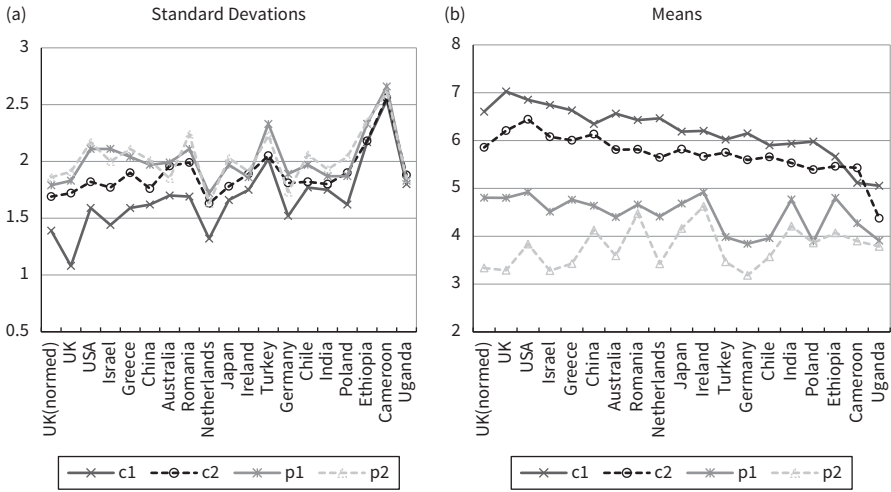 (a) Standard Devations
3
2.5
2
1.5
1
0.5
UK(normed)
UK
USA
Israel
Greece
China
Australia
Romania
Netherlands
Japan
Ireland
Turkey
Germany
Chile
India
Poland
Ethiopia
Cameroon
Uganda
c1 c2 p1 p2
(b) Means
8
7
6
5
4
3
2
UK(normed)
UK
USA
Israel
Greece
China
Australia
Romania
Netherlands
Japan
Ireland
Turkey
Germany
Chile
India
Poland
Ethiopia
Cameroon
Uganda
c1 c2 p1 p2